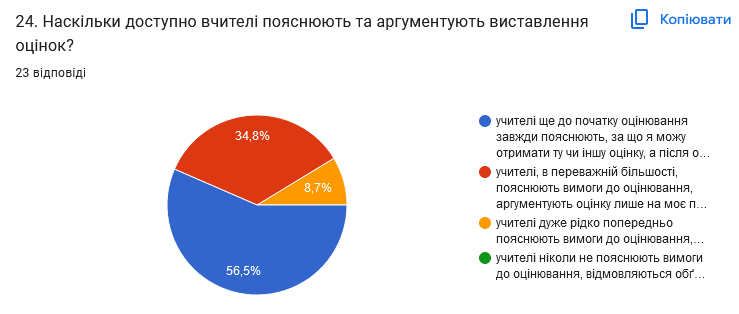 24. Наскільки доступно вчителі пояснюють та аргументують виставлення
оцінок?
Копіювати
23 відповіді
34,8%
8,7%
56,5%
учителі ще до початку оцінювання
завжди пояснюють, за що я можу
отримати ту чи іншу оцінку, а після о…
учителі, в переважній більшості,
пояснюють вимоги до оцінювання,
аргументують оцінку лише на моє п…
учителі дуже рідко попередньо
пояснюють вимоги до оцінювання,…
учителі ніколи не пояснюють вимоги
до оцінювання, відмовляються обґ…